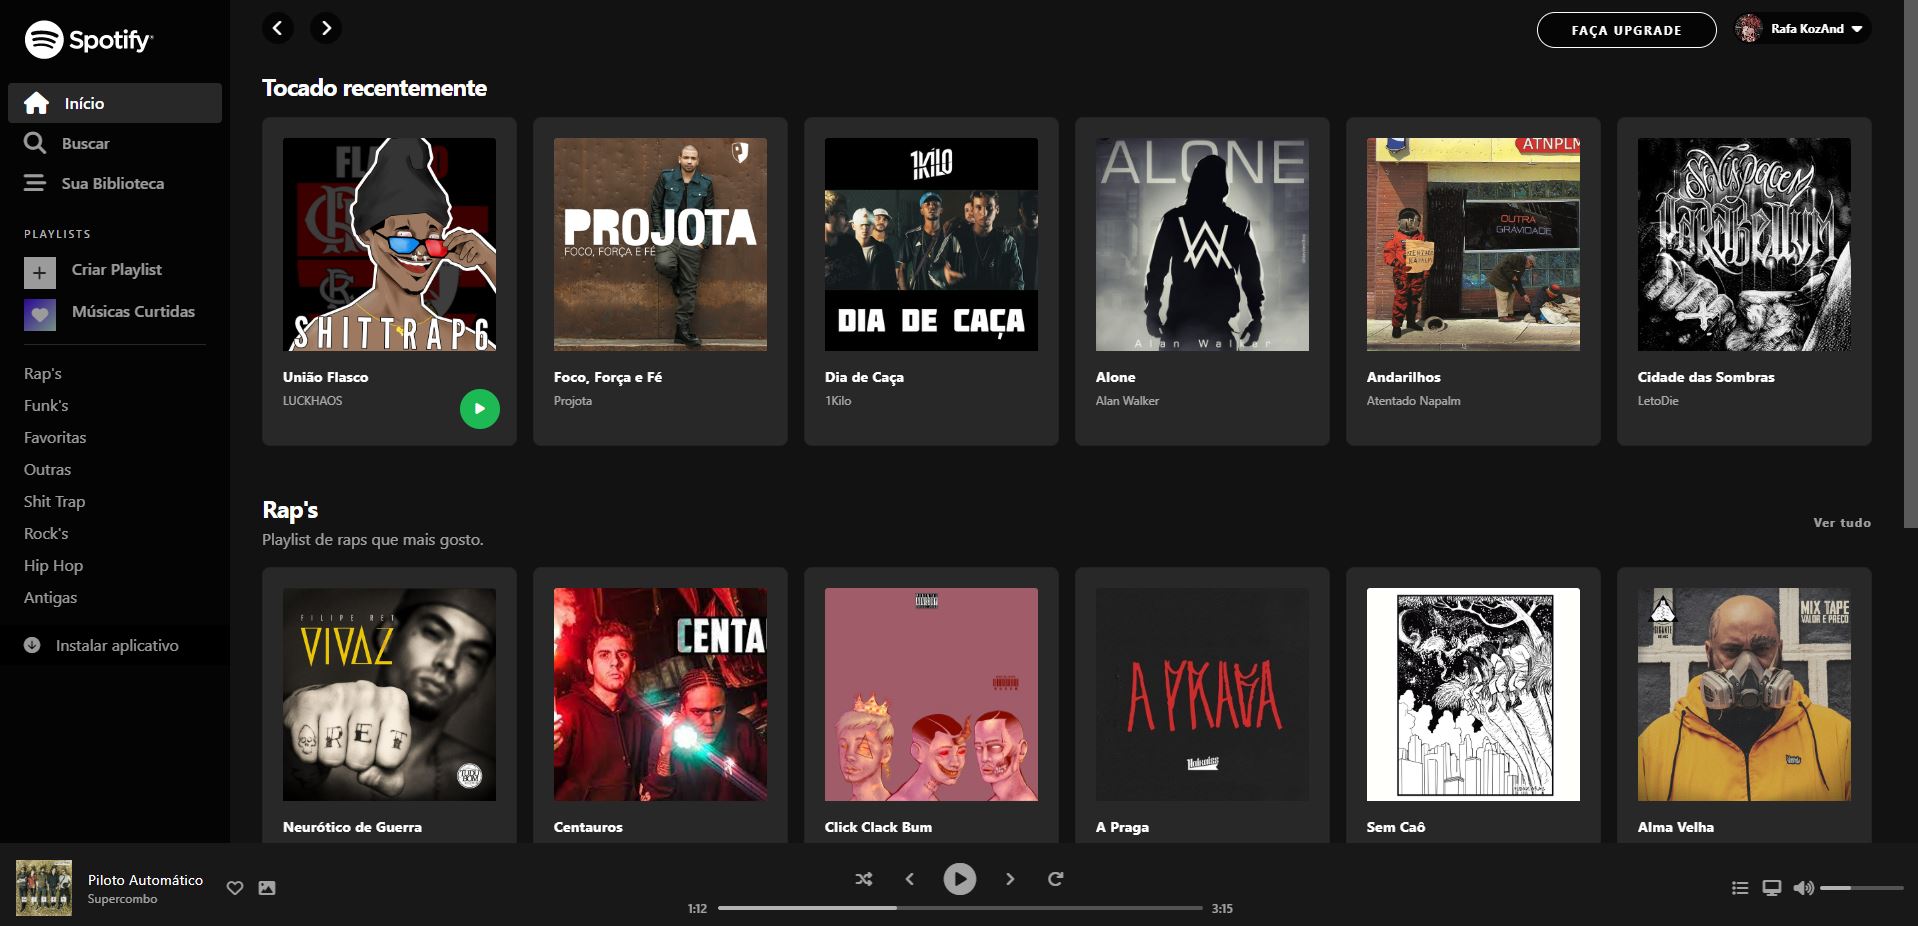 Spotify
FAÇA UPGRADE
Rafa KozAnd
Início
Buscar
Sua Biblioteca
PLAYLISTS
Criar Playlist
Músicas Curtidas
Rap's
Funk's
Favoritas
Outras
Shit Trap
Rock's
Hip Hop
Antigas
Instalar aplicativo
Tocado recentemente
SHITTRAP6
União Flasco
LUCKHAOS
PROJOTA
FOCO, FORÇA E FÉ
Foco, Força e Fé
Projota
1KILO
DIA DE CAÇA
Dia de Caça
1Kilo
ALONE
Alan Walker
Alone
Alan Walker
ATNPLM
OUTRA
GRAVIDADE
Andarilhos
Atentado Napalm
Cidade das Sombras
LetoDie
Rap's
Playlist de raps que mais gosto.
Ver tudo
FILIPE RET
VIVAZ
RET
Neurótico de Guerra
CENTA
Centauros
Click Clack Bum
A PRAGA
A Praga
Sem Caô
MIX TAPE
VALOR E PREÇO
Alma Velha
Piloto Automático
Supercombo
1:12
3:15